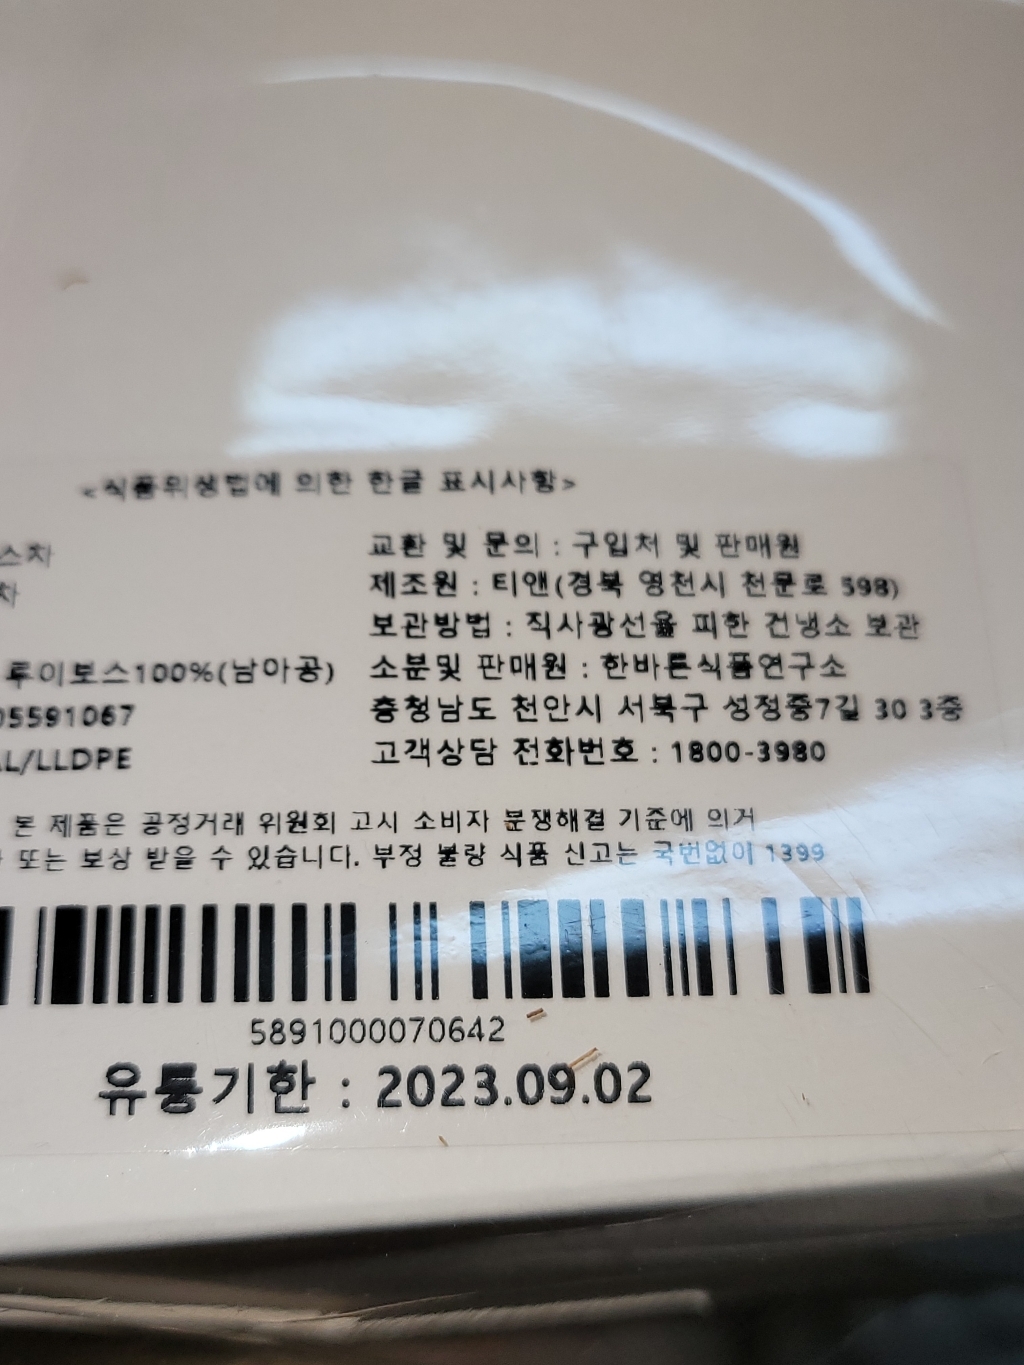 <식품위생법에 의한 한글 표시사항>
스차
차
루이보스100%(남아공)
05591067
AL/LLDPE
교환 및 문의 : 구입처 및 판매원
제조원 : 티앤(경북 영천시 천문로 598)
보관방법 : 직사광선을 피한 건냉소 보관
소분및 판매원 : 한바른식품연구소
충청남도 천안시 서북구 성정중7길 30 3층
고객상담 전화번호 : 1800-3980
본 제품은 공정거래 위원회 고시 소비자 분쟁해결 기준에 의거
또는 보상 받을 수 있습니다. 부정 불량 식품 신고는 국번없이 1399
5891000070642
유통기한 : 2023.09.02